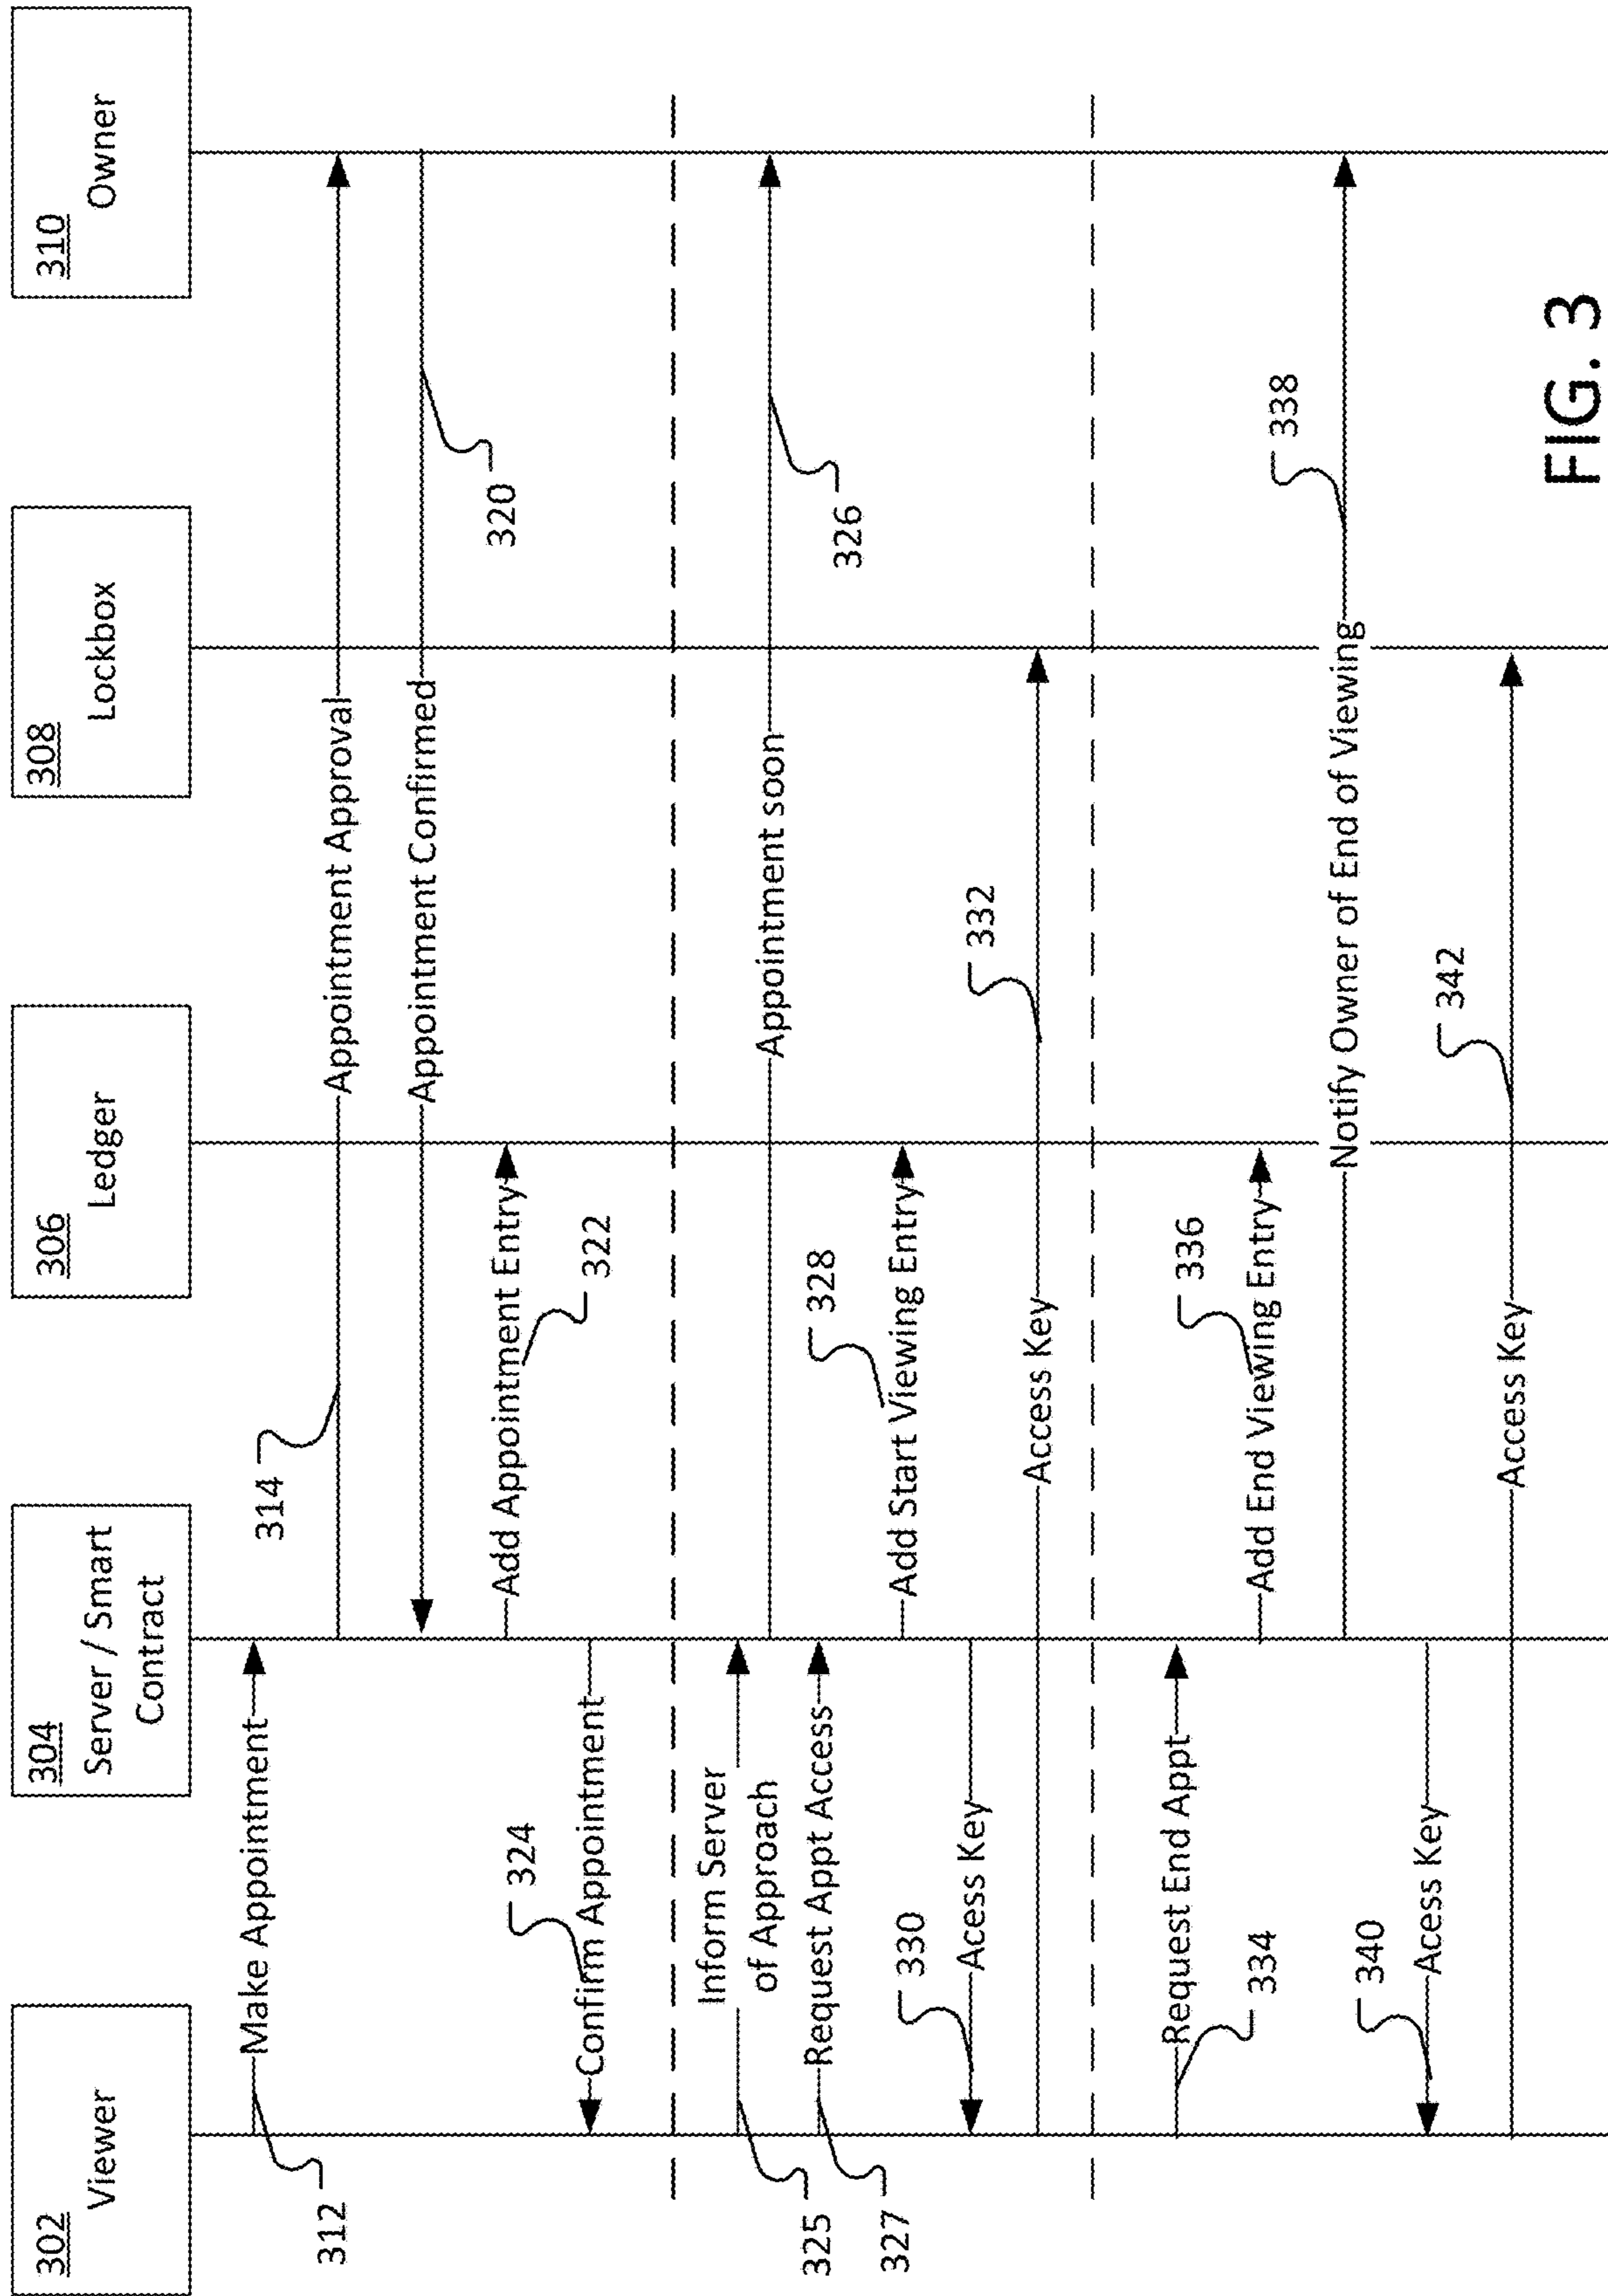 302
Viewer
304
Server / Smart
Contract
306
Ledger
308
Lockbox
310
Owner
312
Make Appointment
314
Appointment Approval
Appointment Confirmed
320
Add Appointment Entry
322
324
Confirm Appointment
325
Inform Server
of Approach
Appointment soon
326
327
Request Appt Access
328
Add Start Viewing Entry
330
Acess Key
332
Access Key
Request End Appt
334
336
Add End Viewing Entry
338
Notify Owner of End of Viewing
340
Acess Key
342
Access Key
FIG. 3